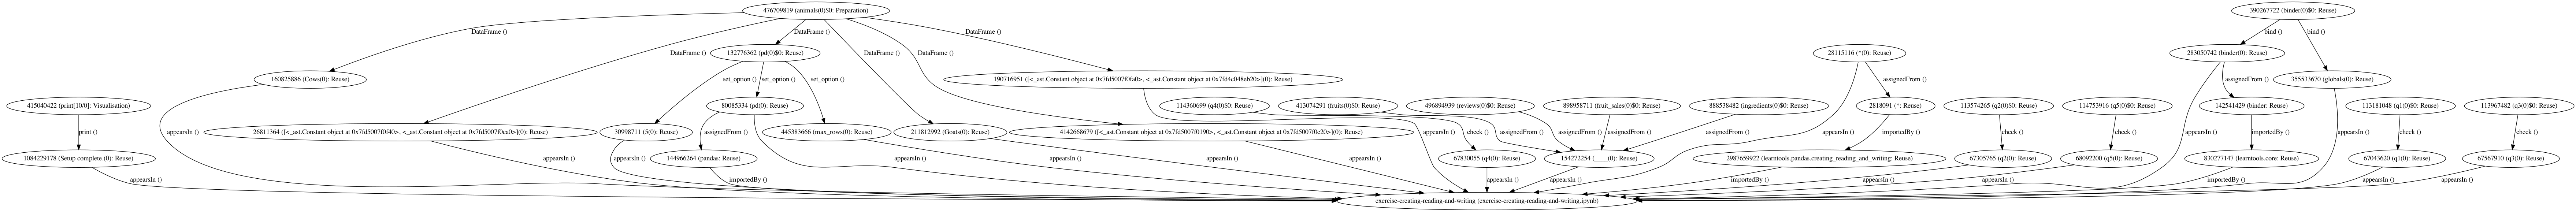 476709819 (animals(0)$0: Preparation)
390267722 (binder(0)$0: Reuse)
DataFrame ()
DataFrame ()
DataFrame ()
DataFrame ()
DataFrame ()
DataFrame ()
bind ()
bind ()
132776362 (pd(0)$0: Reuse)
28115116 (*(0): Reuse)
283050742 (binder(0): Reuse)
160825886 (Cows(0): Reuse)
set_option ()
set_option ()
set_option ()
190716951 ([<_ast.Constant object at 0x7fd5007f0fa0>, <_ast.Constant object at 0x7fd4c048eb20>](0): Reuse)
assignedFrom ()
assignedFrom ()
355533670 (globals(0): Reuse)
415040422 (print[10/0]: Visualisation)
80085334 (pd(0): Reuse)
114360699 (q4(0)$0: Reuse)
413074291 (fruits(0)$0: Reuse)
496894939 (reviews(0)$0: Reuse)
898958711 (fruit_sales(0)$0: Reuse)
888538482 (ingredients(0)$0: Reuse)
2818091 (*: Reuse)
113574265 (q2(0)$0: Reuse)
114753916 (q5(0)$0: Reuse)
142541429 (binder: Reuse)
113181048 (q1(0)$0: Reuse)
113967482 (q3(0)$0: Reuse)
print ()
appearsIn ()
26811364 ([<_ast.Constant object at 0x7fd5007f0f40>, <_ast.Constant object at 0x7fd5007f0ca0>](0): Reuse)
30998711 (5(0): Reuse)
assignedFrom ()
445383666 (max_rows(0): Reuse)
211812992 (Goats(0): Reuse)
4142668679 ([<_ast.Constant object at 0x7fd5007f0190>, <_ast.Constant object at 0x7fd5007f0e20>](0): Reuse)
appearsIn ()
check ()
assignedFrom ()
assignedFrom ()
assignedFrom ()
assignedFrom ()
appearsIn ()
importedBy ()
check ()
check ()
appearsIn ()
importedBy ()
appearsIn ()
check ()
check ()
1084229178 (Setup complete.(0): Reuse)
appearsIn ()
appearsIn ()
144966264 (pandas: Reuse)
appearsIn ()
appearsIn ()
appearsIn ()
appearsIn ()
67830055 (q4(0): Reuse)
154272254 (____(0): Reuse)
2987659922 (learntools.pandas.creating_reading_and_writing: Reuse)
67305765 (q2(0): Reuse)
68092200 (q5(0): Reuse)
830277147 (learntools.core: Reuse)
67043620 (q1(0): Reuse)
67567910 (q3(0): Reuse)
appearsIn ()
importedBy ()
appearsIn ()
appearsIn ()
importedBy ()
appearsIn ()
appearsIn ()
importedBy ()
appearsIn ()
appearsIn ()
exercise-creating-reading-and-writing (exercise-creating-reading-and-writing.ipynb)